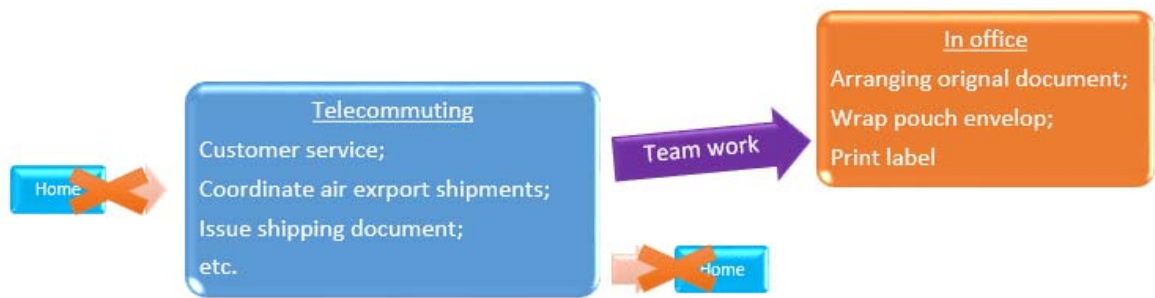 Home
Telecommuting
Customer service;
Coordinate air exrport shipments;
Issue shipping document;
etc.
Team work
Home
In office
Arranging orignal document;
Wrap pouch envelop;
Print label